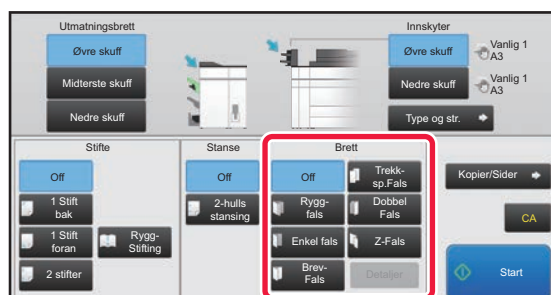 Utmatningsbrett
Innskyter
Øvre skuff
Midterste skuff
Nedre skuff
Øvre skuff
Vanlig 1
A3
Nedre skuff
Vanlig 1
A3
Type og str.
Stifte
Off
1 Stift
bak
1 Stift
foran
Rygg-
Stifting
2 stifter
Stanse
Off
2-hulls
stansing
Brett
Off
Trekk-
sp.Fals
Rygg-
fals
Dobbel
Fals
Enkel fals
Z-Fals
Brev-
Fals
Detaljer
Kopier/Sider
CA
Start